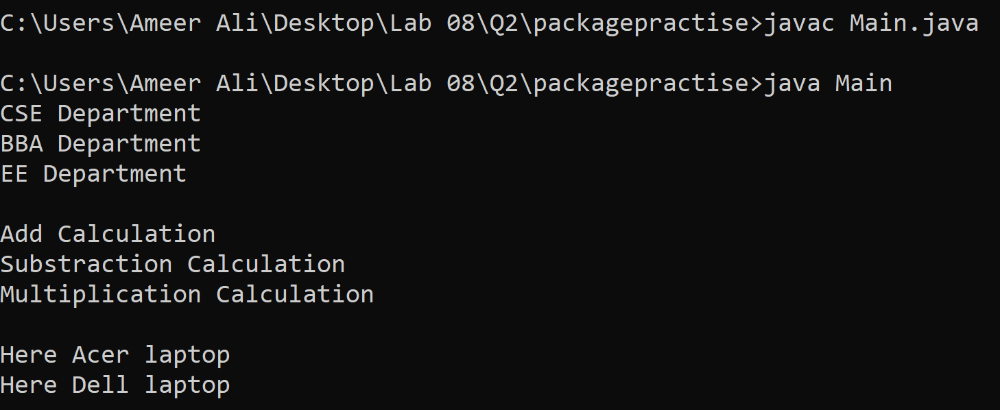 C:\Users\Ameer Ali\Desktop\Lab 08\Q2\packagepractise>javac Main.java
C:\Users\Ameer Ali\Desktop\Lab 08\Q2\packagepractise>java Main
CSE Department
BBA Department
EE Department
Add Calculation
Substraction Calculation
Multiplication Calculation
Here Acer laptop
Here Dell laptop